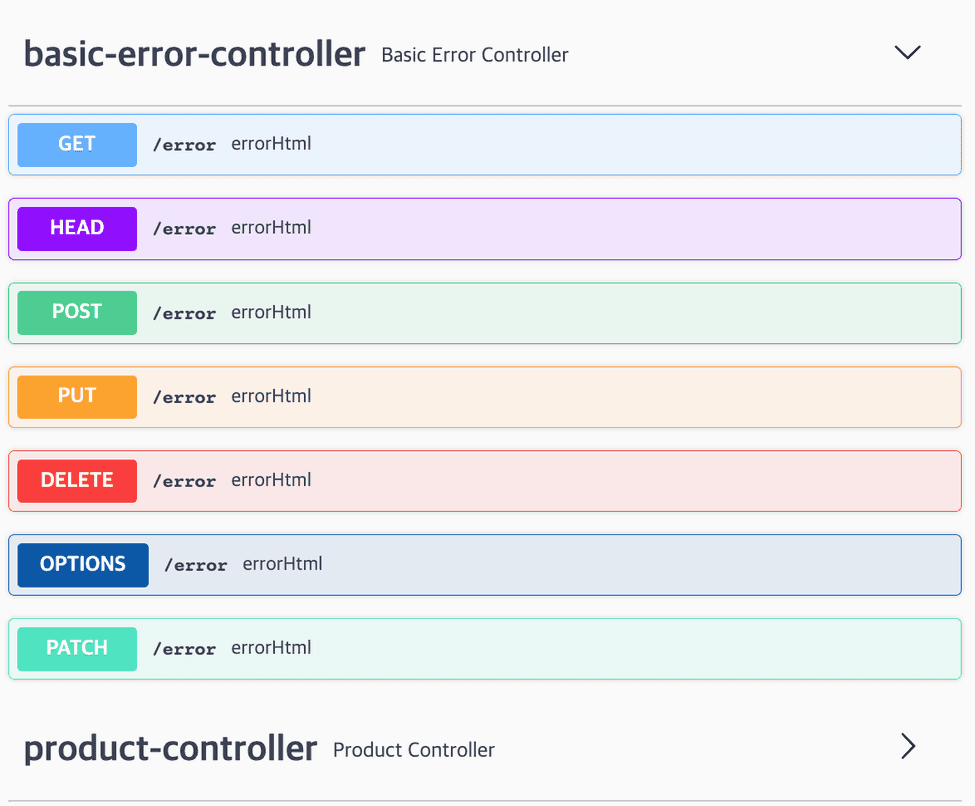 basic-error-controller Basic Error Controller
GET /error errorHtml
HEAD /error errorHtml
POST /error errorHtml
PUT /error errorHtml
DELETE /error errorHtml
OPTIONS /error errorHtml
PATCH /error errorHtml
product-controller Product Controller